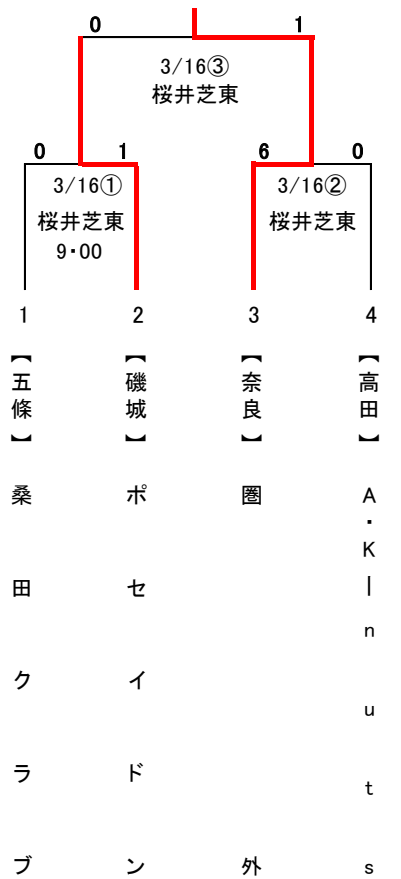 0 1
3/16③
桜井芝東
0 1 6 0
3/16① 3/16②
桜井芝東 桜井芝東
9・00
1 2 3 4
【五條】桑田クラブ
【磯城】ポセイドン
【奈良】圏外
【高田】A・K—nuts